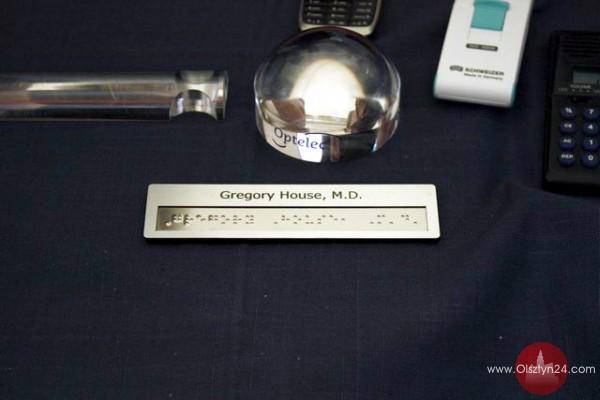 SCHWEIZER
Made in Germany
Optelec
Gregory House, M.D.
www.Olsztyn24.com